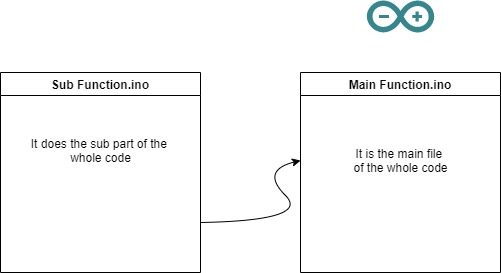 Sub Function.ino
Main Function.ino
It does the sub part of the
whole code
It is the main file
of the whole code